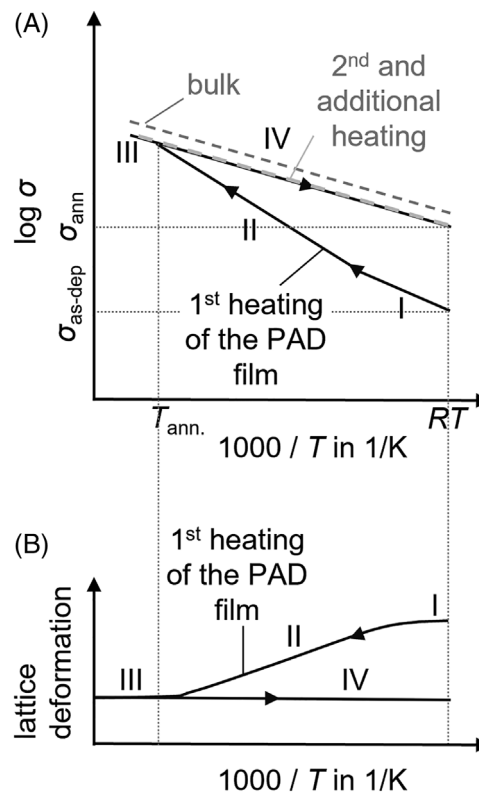 (A)
bulk
2nd and
additional
heating
IV
III
log σ
σann
σas-dep
II
I
1st heating
of the PAD
film
Tann.
RT
1000 / T in 1/K
(B)
1st heating
of the PAD
film
I
II
III
IV
lattice
deformation
1000 / T in 1/K